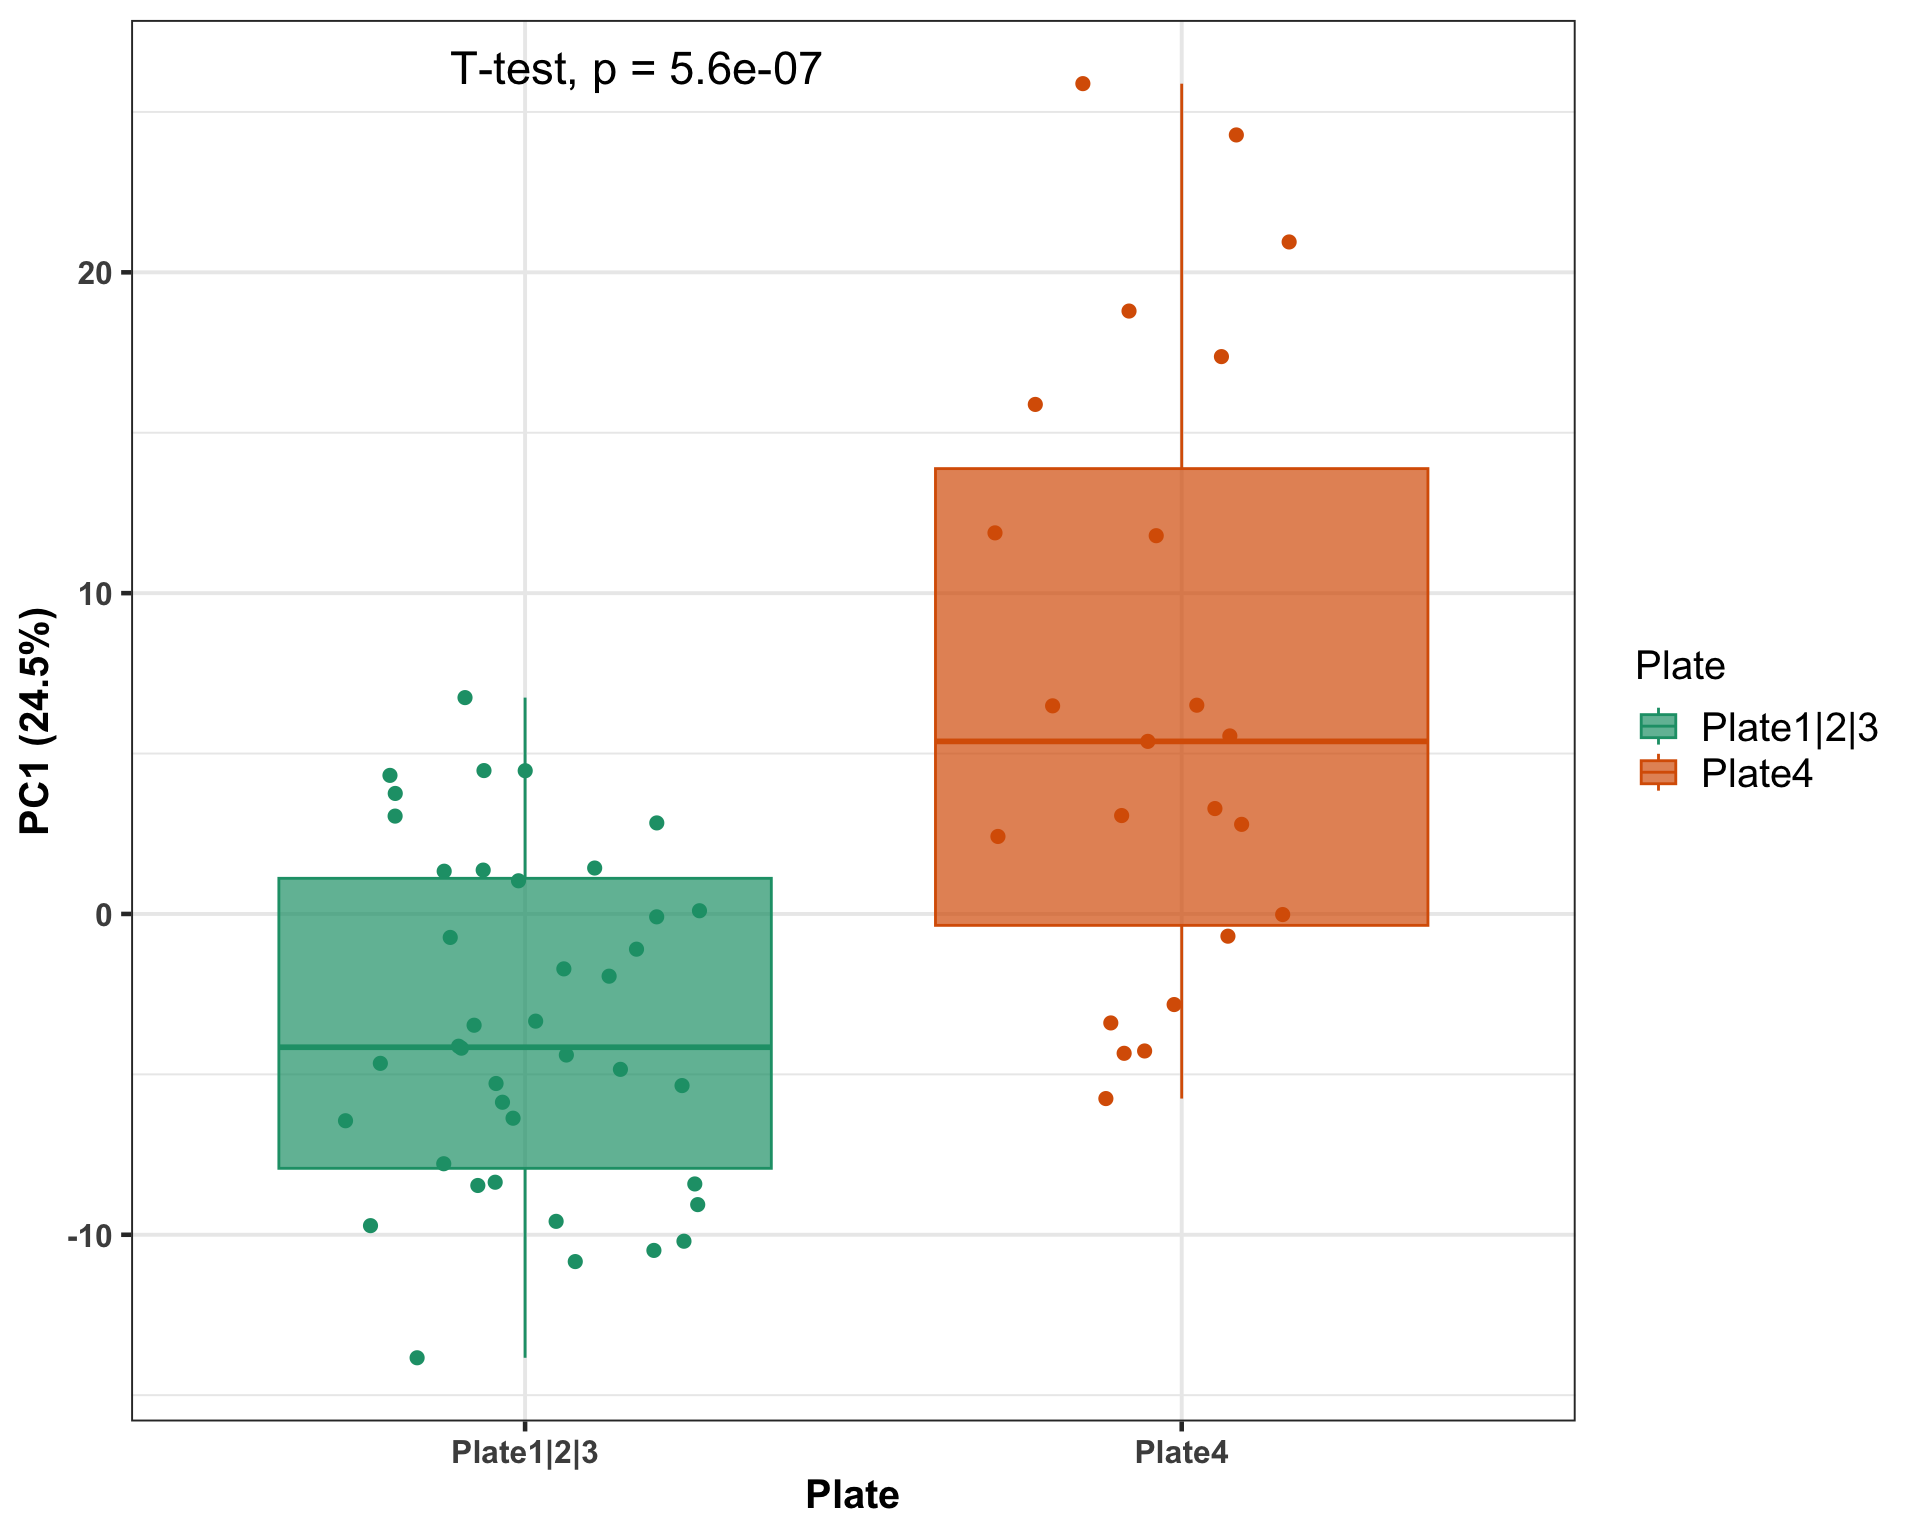 T-test, p = 5.6e-07
20
10
0
-10
PC1 (24.5%)
Plate1|2|3
Plate4
Plate
Plate
Plate1|2|3
Plate4